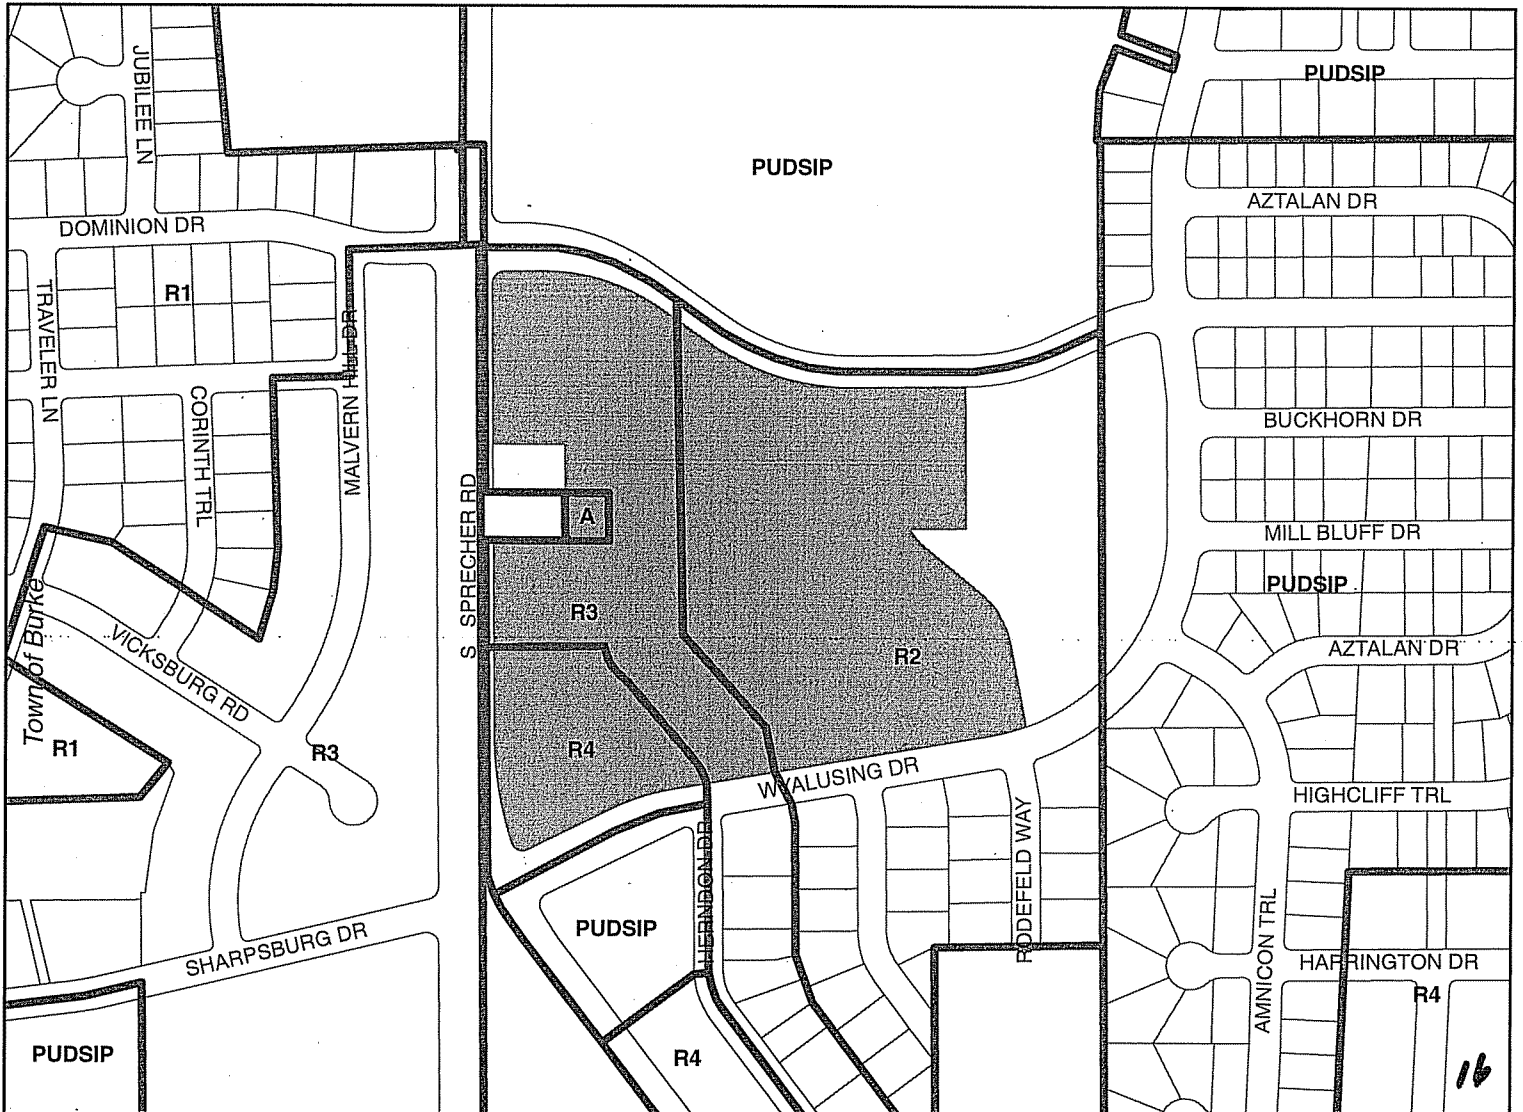 JUBILEE LN
PUDSIP
PUDSIP
DOMINION DR
AZTALAN DR
R1
TRAVELER LN
MALVERN HILL DR
CORINTH TRL
BUCKHORN DR
S SPRECHER RD
A
MILL BLUFF DR
PUDSIP
R3
Town of Burke
VICKSBURG RD
R2
AZTALAN DR
R1
R3
R4
WYALUSING DR
HIGHCLIFF TRL
HERNDON DR
RODEFELD WAY
PUDSIP
SHARPSBURG DR
AMNICON TRL
HARRINGTON DR
R4
PUDSIP
R4
16